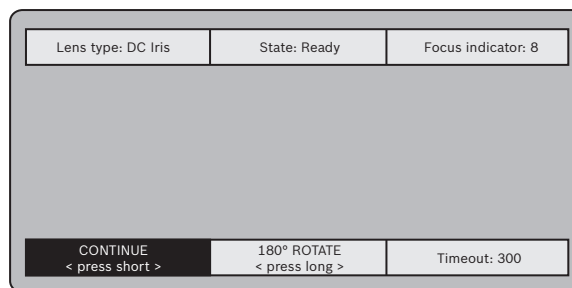 Lens type: DC Iris
State: Ready
Focus indicator: 8
CONTINUE
< press short >
180° ROTATE
< press long >
Timeout: 300